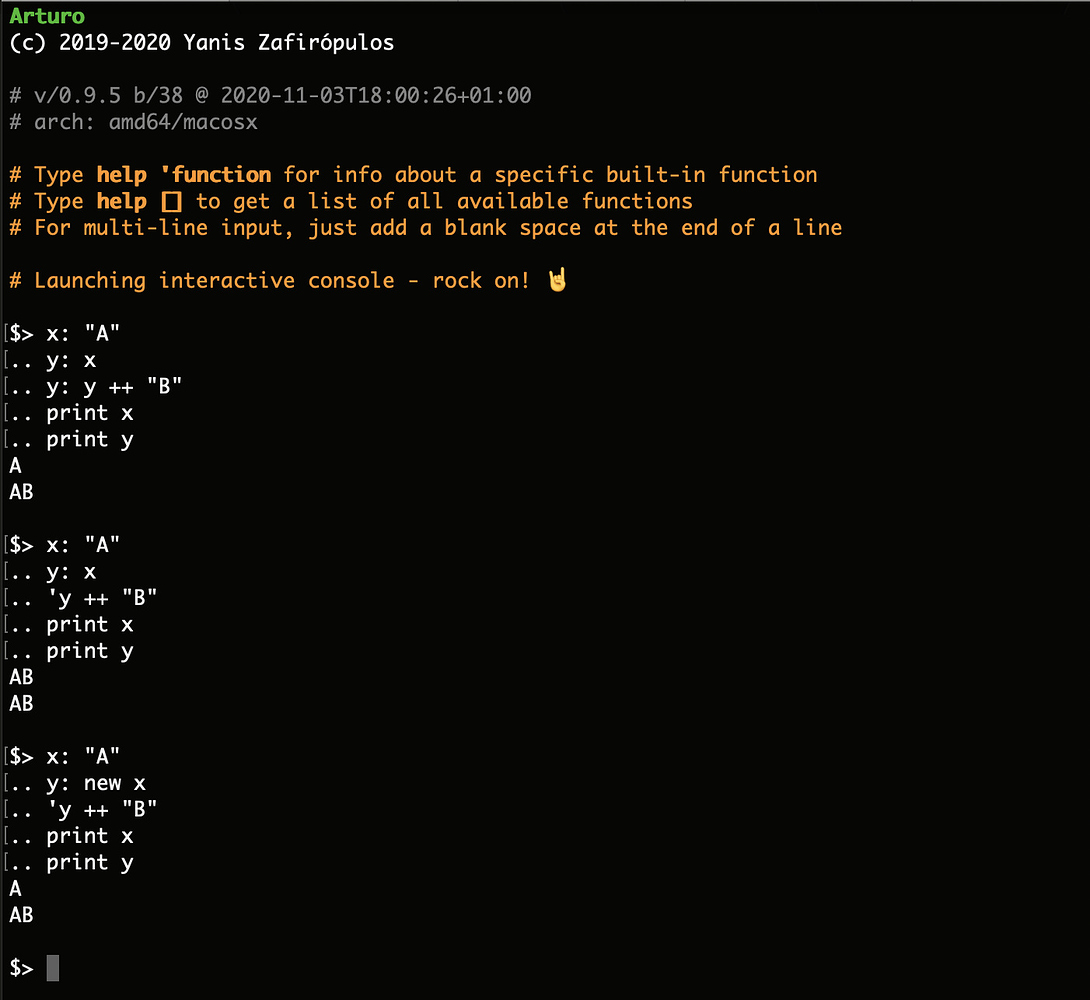 Arturo
(c) 2019-2020 Yanis Zafirópulos
# v/0.9.5 b/38 @ 2020-11-03T18:00:26+01:00
# arch: amd64/macosx
# Type help 'function for info about a specific built-in function
# Type help [] to get a list of all available functions
# For multi-line input, just add a blank space at the end of a line
# Launching interactive console - rock on! 🤘
[$> x: "A"
[.. y: x
[.. y: y ++ "B"
[.. print x
[.. print y
A
AB
[$> x: "A"
[.. y: x
[.. 'y ++ "B"
[.. print x
[.. print y
AB
AB
[$> x: "A"
[.. y: new x
[.. 'y ++ "B"
[.. print x
[.. print y
A
AB
$>